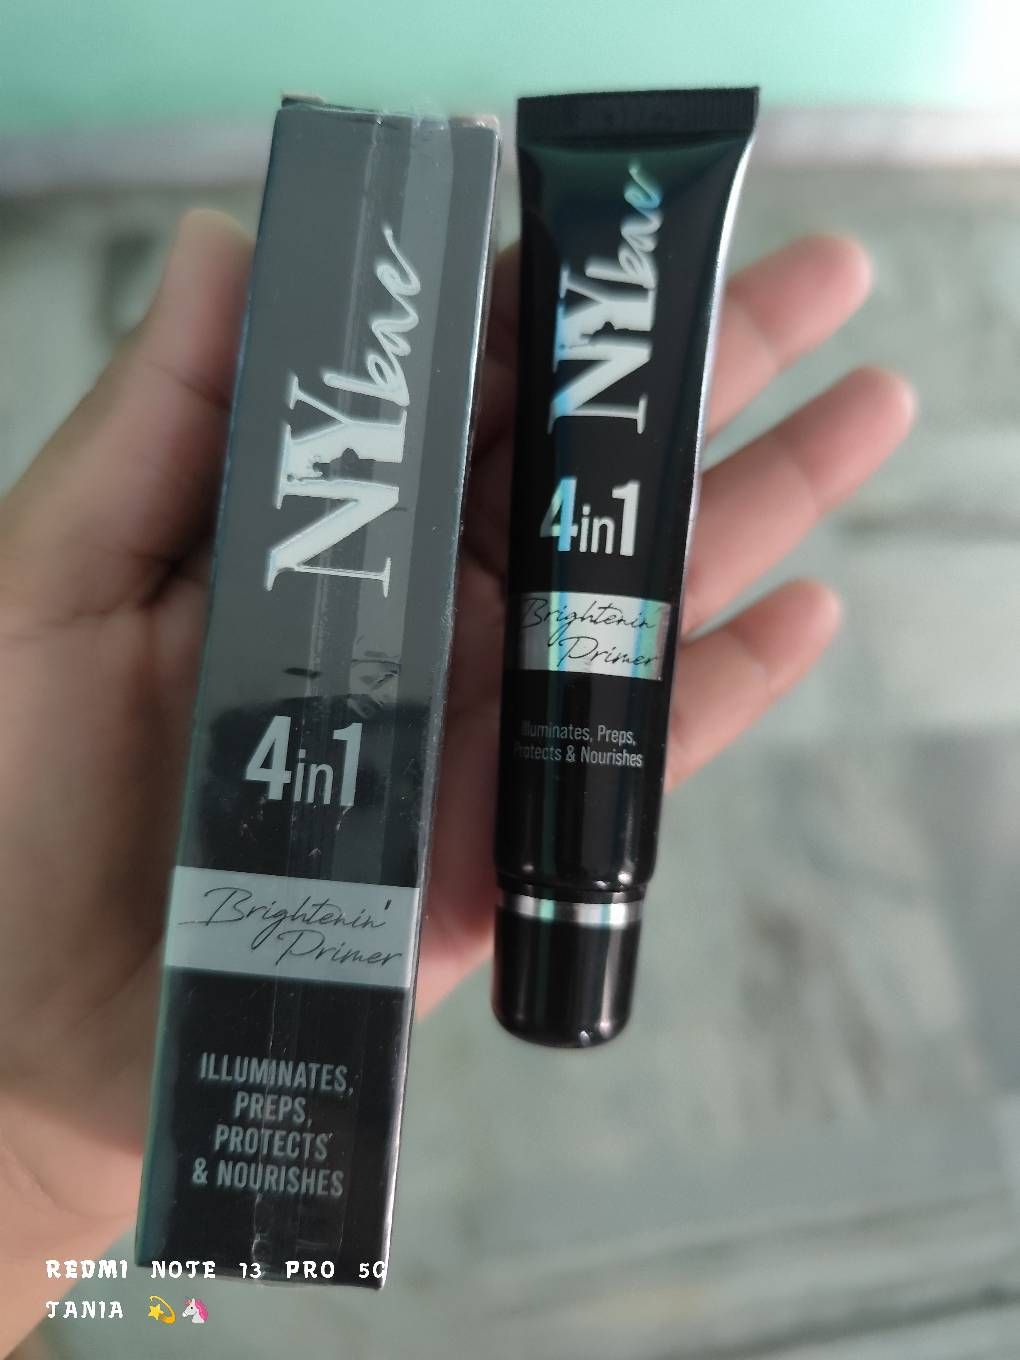 NYbae
4in1
Brightenin'
Primer
ILLUMINATES,
PREPS,
PROTECTS
& NOURISHES
NYbae
4in1
Brightenin'
Primer
Illuminates, Preps,
Protects & Nourishes
REDMI NOTE 13 PRO 5G
TANIA 💫🦄